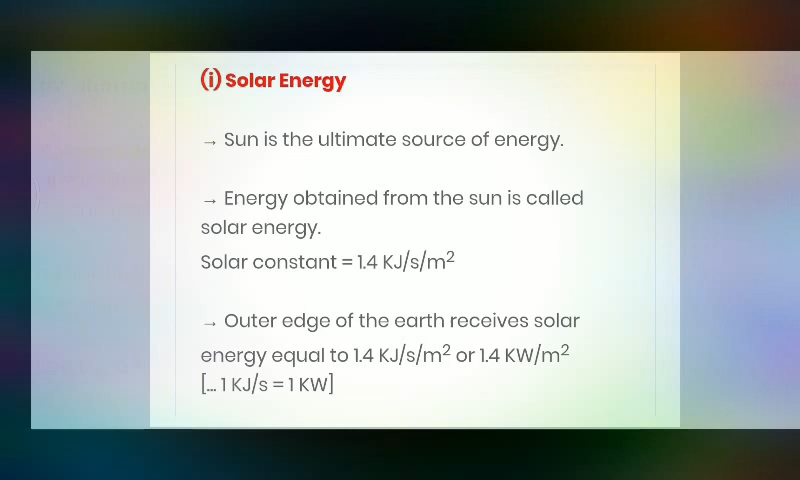 (i) Solar Energy
→ Sun is the ultimate source of energy.
→ Energy obtained from the sun is called
solar energy.
Solar constant = 1.4 KJ/s/m²
→ Outer edge of the earth receives solar
energy equal to 1.4 KJ/s/m² or 1.4 KW/m²
[... 1 KJ/s = 1 KW]